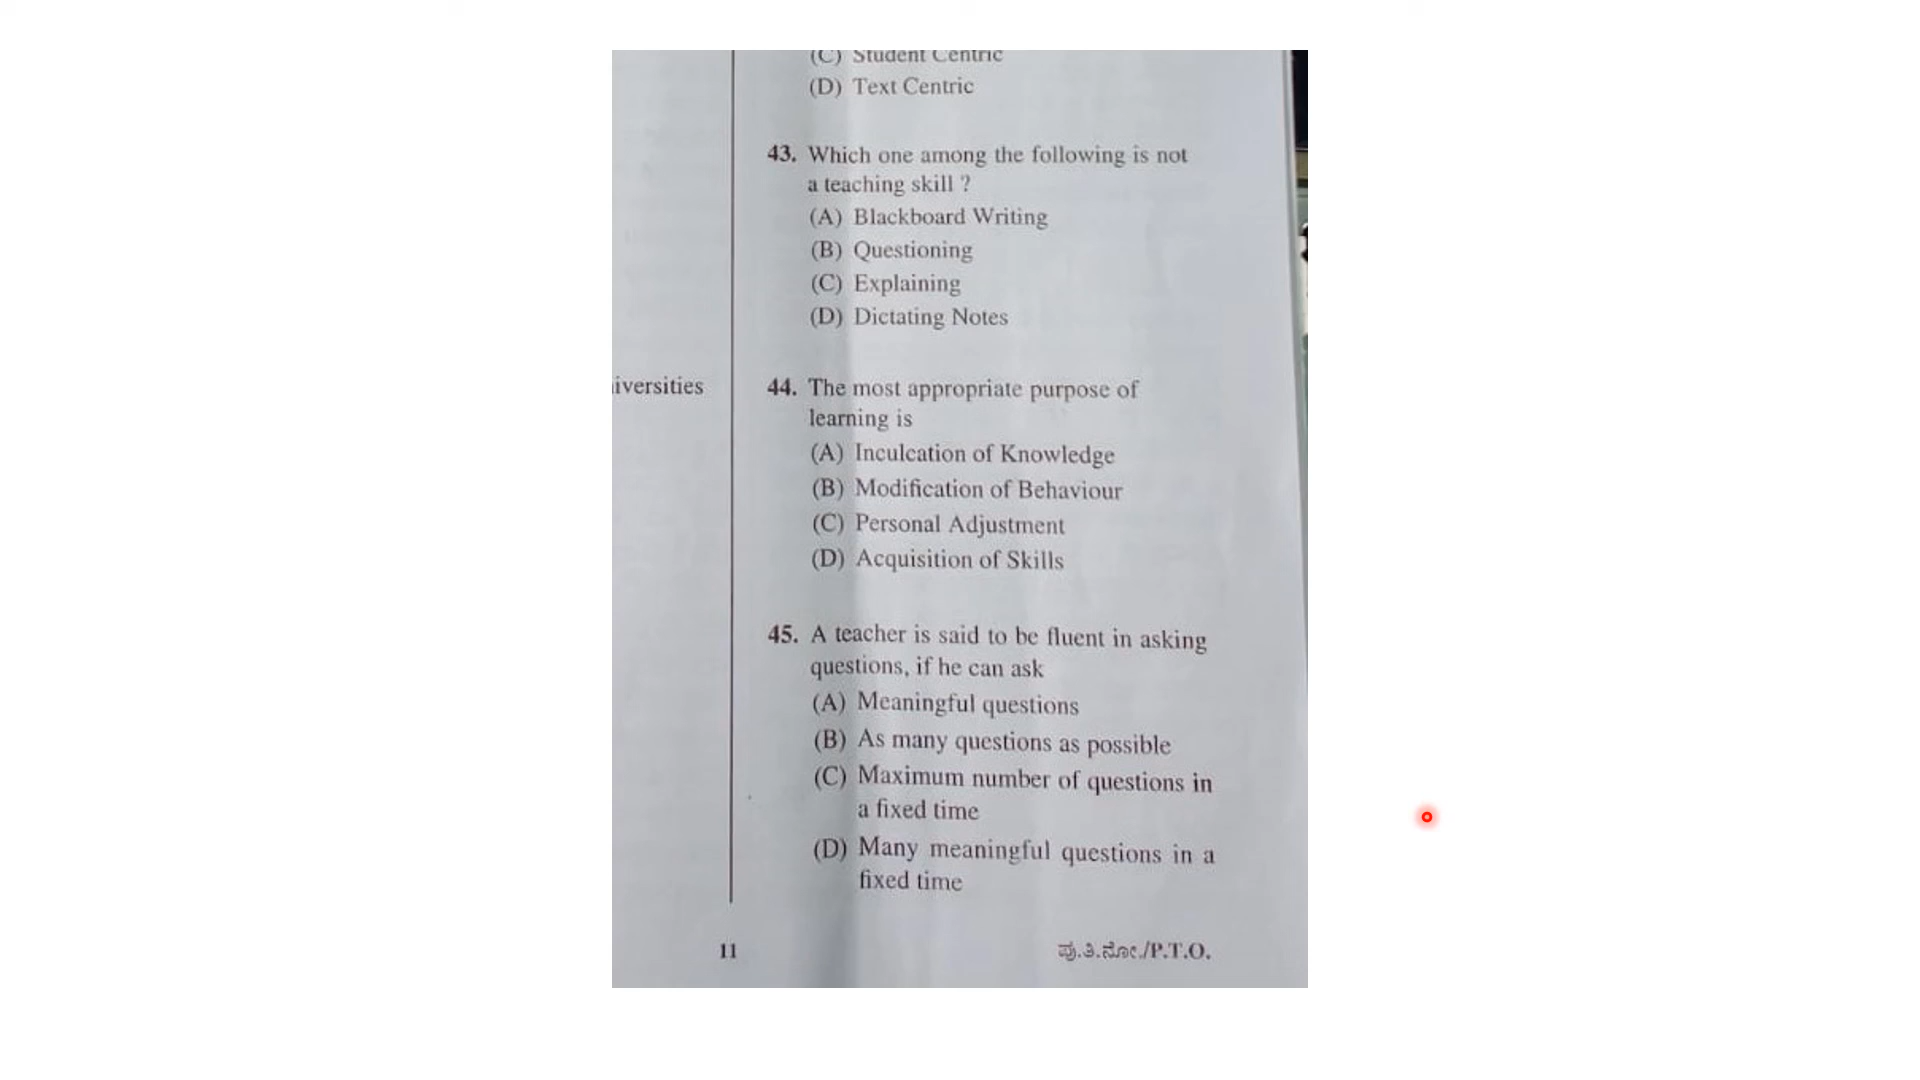 (C) Student Centric
(D) Text Centric
43. Which one among the following is not
a teaching skill ?
(A) Blackboard Writing
(B) Questioning
(C) Explaining
(D) Dictating Notes
iversities
44. The most appropriate purpose of
learning is
(A) Inculcation of Knowledge
(B) Modification of Behaviour
(C) Personal Adjustment
(D) Acquisition of Skills
45. A teacher is said to be fluent in asking
questions, if he can ask
(A) Meaningful questions
(B) As many questions as possible
(C) Maximum number of questions in
a fixed time
(D) Many meaningful questions in a
fixed time
11
ಪು.ತಿ.ನೋ./P.T.O.